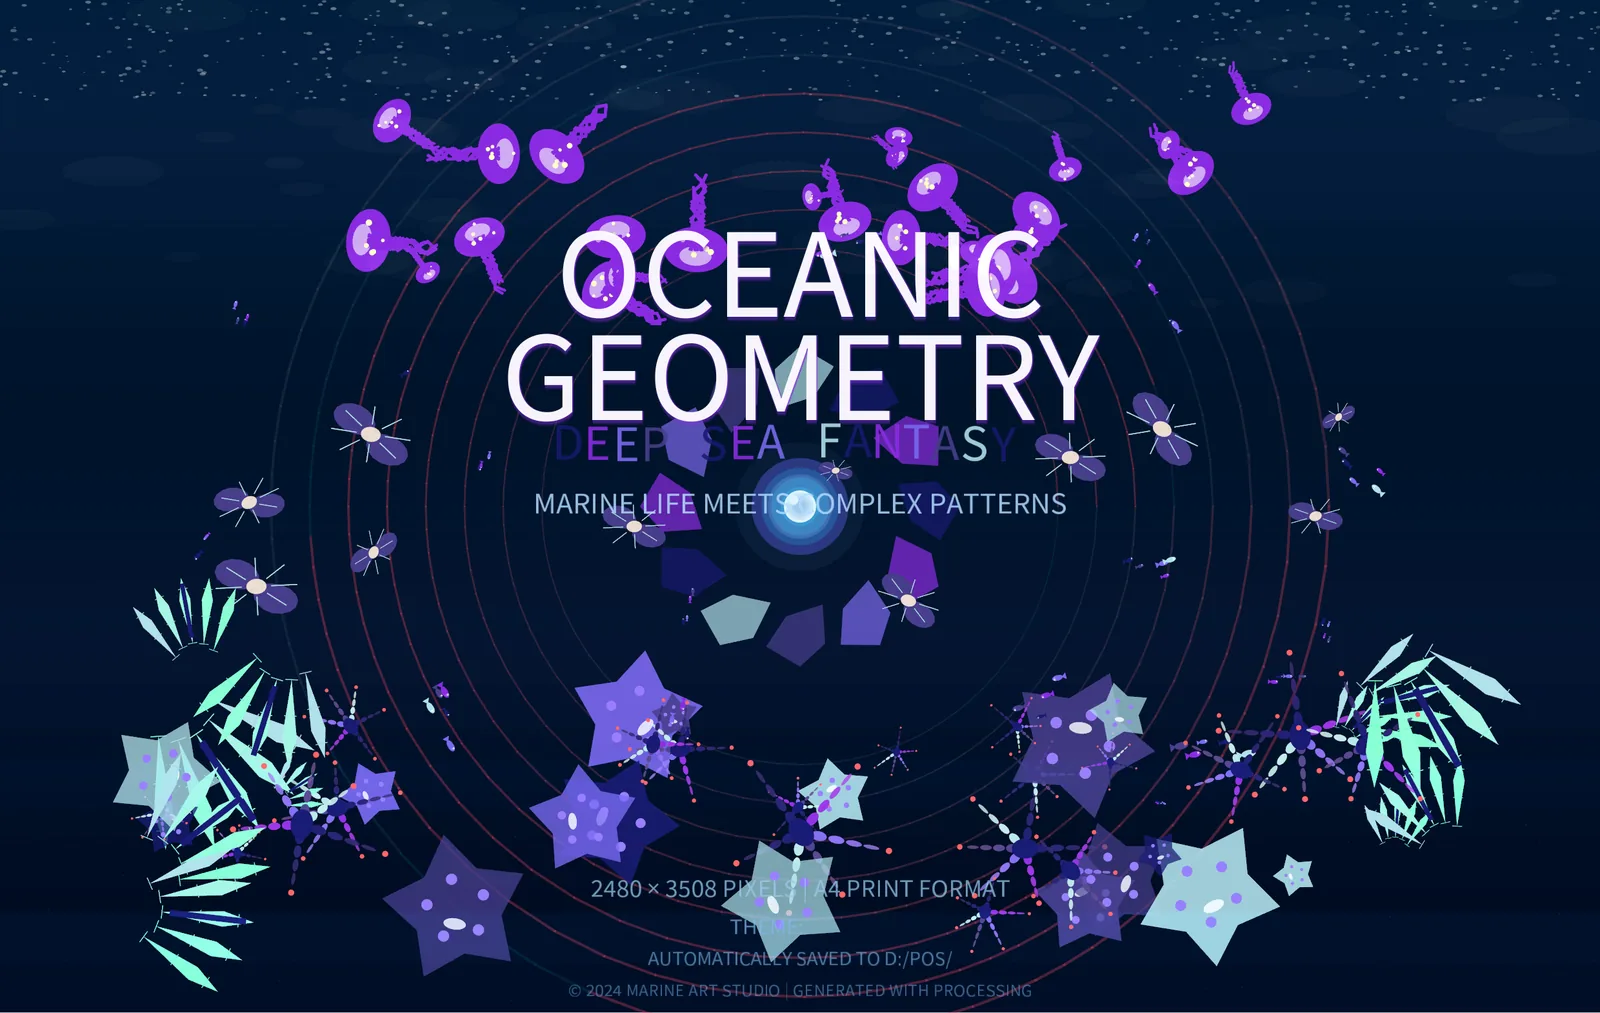 OCEANIC
GEOMETRY
DEEP SEA FANTASY
MARINE LIFE MEETS COMPLEX PATTERNS
2480 × 3508 PIXELS | A4 PRINT FORMAT
THEME:
AUTOMATICALLY SAVED TO D:/POS/
© 2024 MARINE ART STUDIO | GENERATED WITH PROCESSING